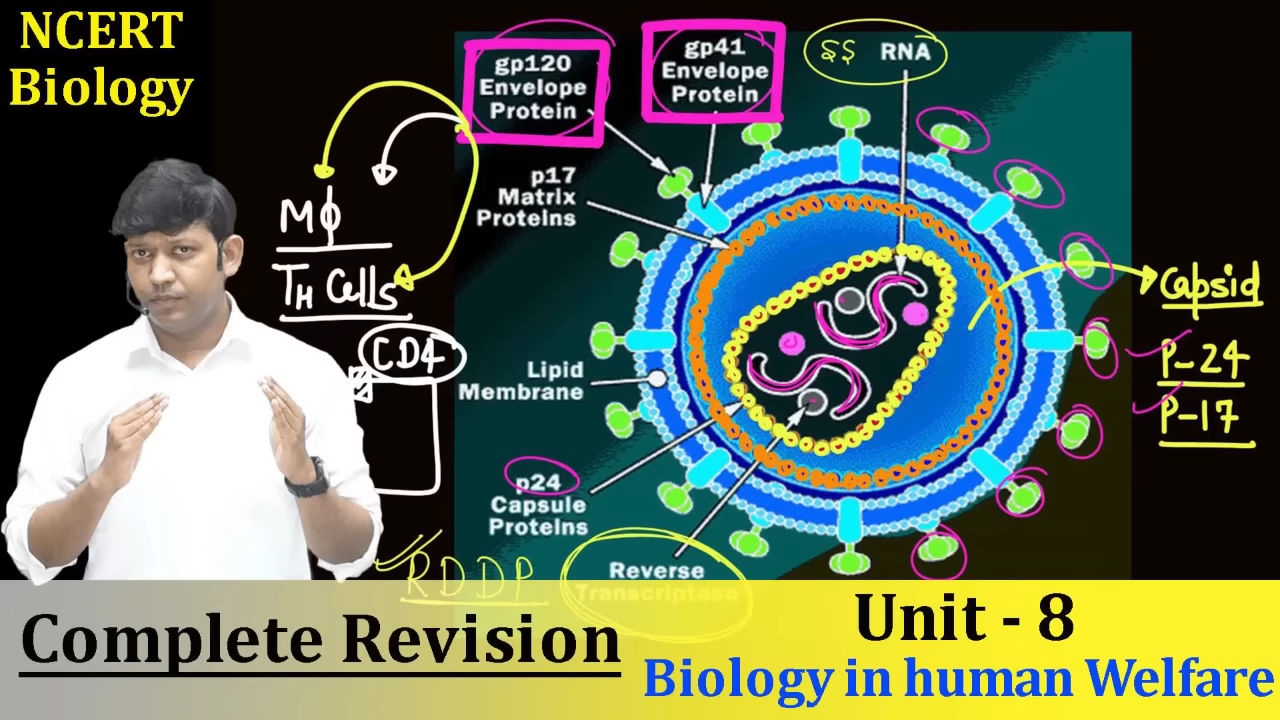 NCERT
Biology
gp120
Envelope
Protein
gp41
Envelope
Protein
RNA
p17
Matrix
Proteins
Mϕ
TH Cells
CD4
Capsid
P-24
P-17
Lipid
Membrane
p24
Capsule
Proteins
Reverse
Transcriptase
RDDP
Complete Revision
Unit - 8
Biology in human Welfare